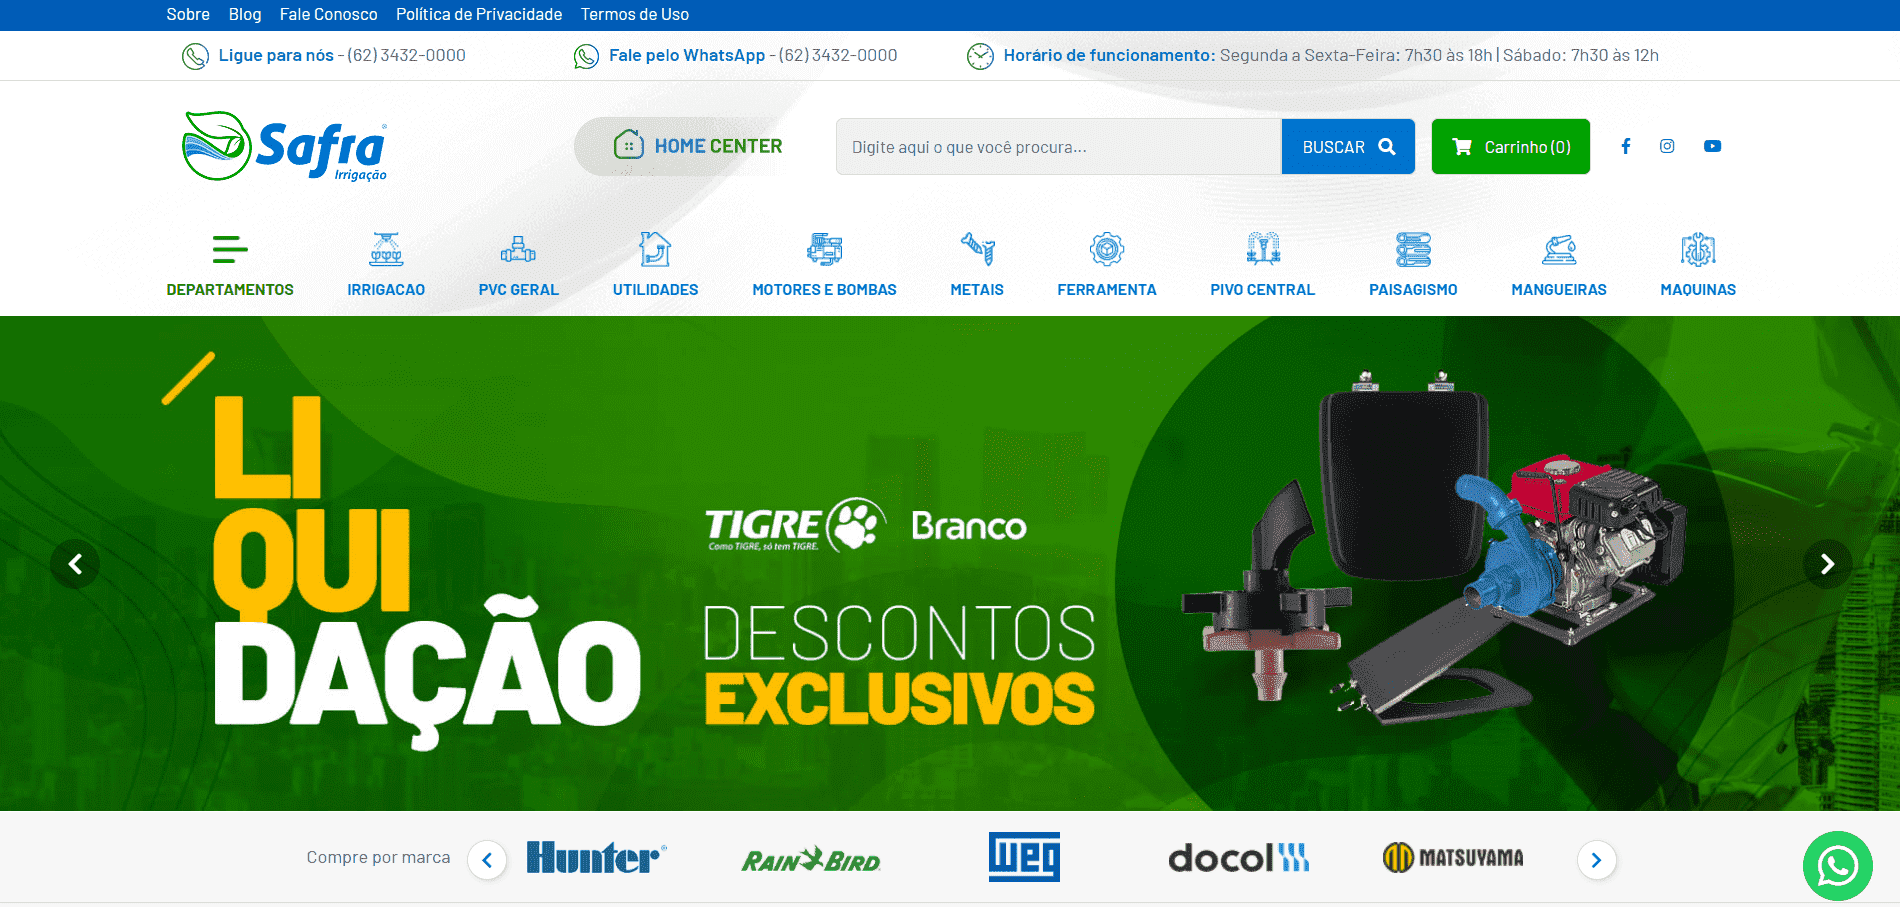 Sobre Blog Fale Conosco Política de Privacidade Termos de Uso
Ligue para nós - (62) 3432-0000 Fale pelo WhatsApp - (62) 3432-0000 Horário de funcionamento: Segunda a Sexta-Feira: 7h30 às 18h | Sábado: 7h30 às 12h
Safra®
Irrigação
HOME CENTER
Digite aqui o que você procura...
BUSCAR
Carrinho (0)
DEPARTAMENTOS IRRIGACAO PVC GERAL UTILIDADES MOTORES E BOMBAS METAIS FERRAMENTA PIVO CENTRAL PAISAGISMO MANGUEIRAS MAQUINAS
LI
QUI
DAÇÃO
TIGRE Branco
Como TIGRE, só tem TIGRE.
DESCONTOS
EXCLUSIVOS
Compre por marca Hunter® RAIN BIRD WEG docol MATSUYAMA